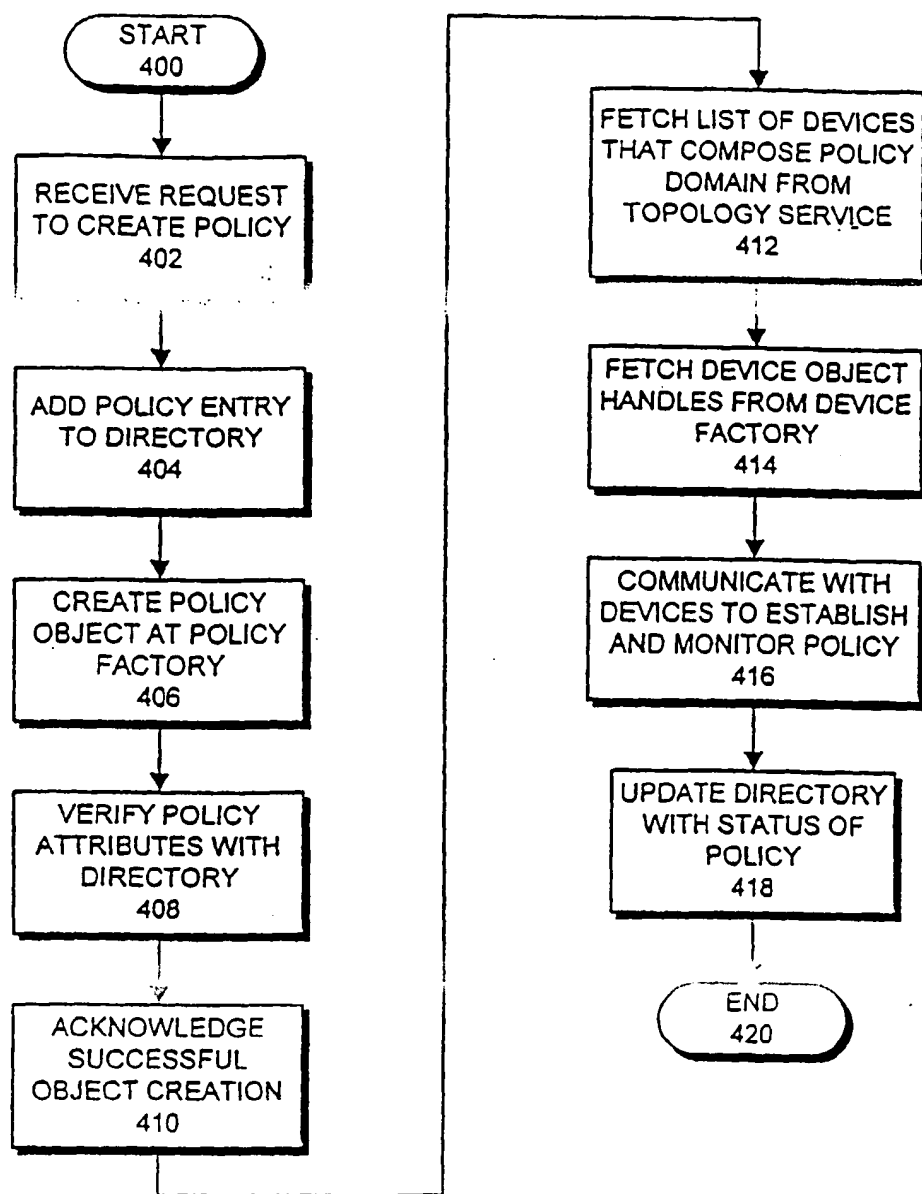 START
400
RECEIVE REQUEST
TO CREATE POLICY
402
ADD POLICY ENTRY
TO DIRECTORY
404
CREATE POLICY
OBJECT AT POLICY
FACTORY
406
VERIFY POLICY
ATTRIBUTES WITH
DIRECTORY
408
ACKNOWLEDGE
SUCCESSFUL
OBJECT CREATION
410
FETCH LIST OF DEVICES
THAT COMPOSE POLICY
DOMAIN FROM
TOPOLOGY SERVICE
412
FETCH DEVICE OBJECT
HANDLES FROM DEVICE
FACTORY
414
COMMUNICATE WITH
DEVICES TO ESTABLISH
AND MONITOR POLICY
416
UPDATE DIRECTORY
WITH STATUS OF
POLICY
418
END
420